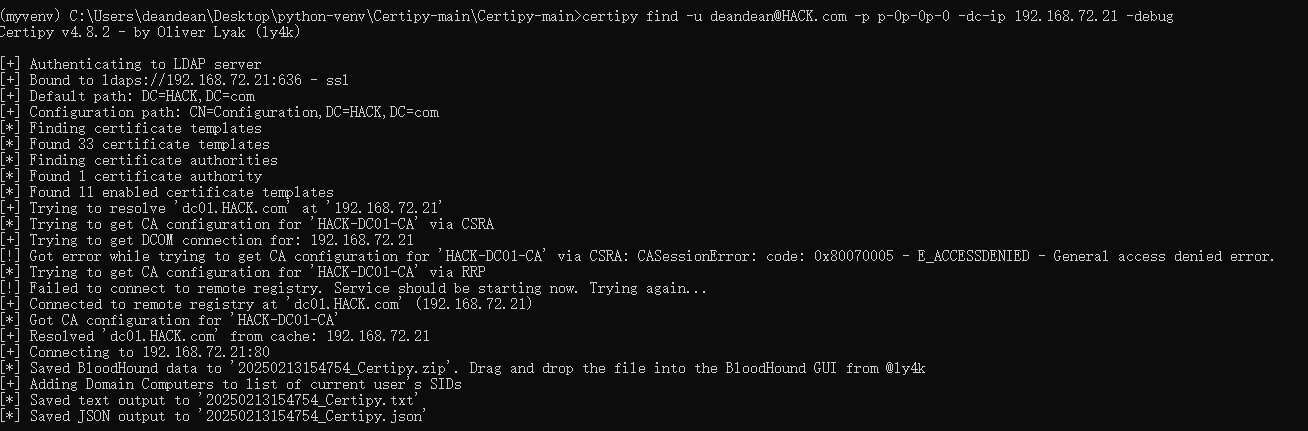 (myvenv) C:\Users\deandean\Desktop\python-venv\Certipy-main\Certipy-main>certipy find -u deandean@HACK.com -p p-0p-0p-0 -dc-ip 192.168.72.21 -debug
Certipy v4.8.2 - by Oliver Lyak (ly4k)
[+] Authenticating to LDAP server
[+] Bound to ldaps://192.168.72.21:636 - ssl
[+] Default path: DC=HACK,DC=com
[+] Configuration path: CN=Configuration,DC=HACK,DC=com
[*] Finding certificate templates
[*] Found 33 certificate templates
[*] Finding certificate authorities
[*] Found 1 certificate authority
[*] Found 11 enabled certificate templates
[+] Trying to resolve 'dc01.HACK.com' at '192.168.72.21'
[*] Trying to get CA configuration for 'HACK-DC01-CA' via CSRA
[+] Trying to get DCOM connection for: 192.168.72.21
[!] Got error while trying to get CA configuration for 'HACK-DC01-CA' via CSRA: CASessionError: code: 0x80070005 - E_ACCESSDENIED - General access denied error.
[*] Trying to get CA configuration for 'HACK-DC01-CA' via RRP
[!] Failed to connect to remote registry. Service should be starting now. Trying again...
[+] Connected to remote registry at 'dc01.HACK.com' (192.168.72.21)
[*] Got CA configuration for 'HACK-DC01-CA'
[+] Resolved 'dc01.HACK.com' from cache: 192.168.72.21
[+] Connecting to 192.168.72.21:80
[*] Saved BloodHound data to '20250213154754_Certipy.zip'. Drag and drop the file into the BloodHound GUI from @ly4k
[+] Adding Domain Computers to list of current user's SIDs
[*] Saved text output to '20250213154754_Certipy.txt'
[*] Saved JSON output to '20250213154754_Certipy.json'